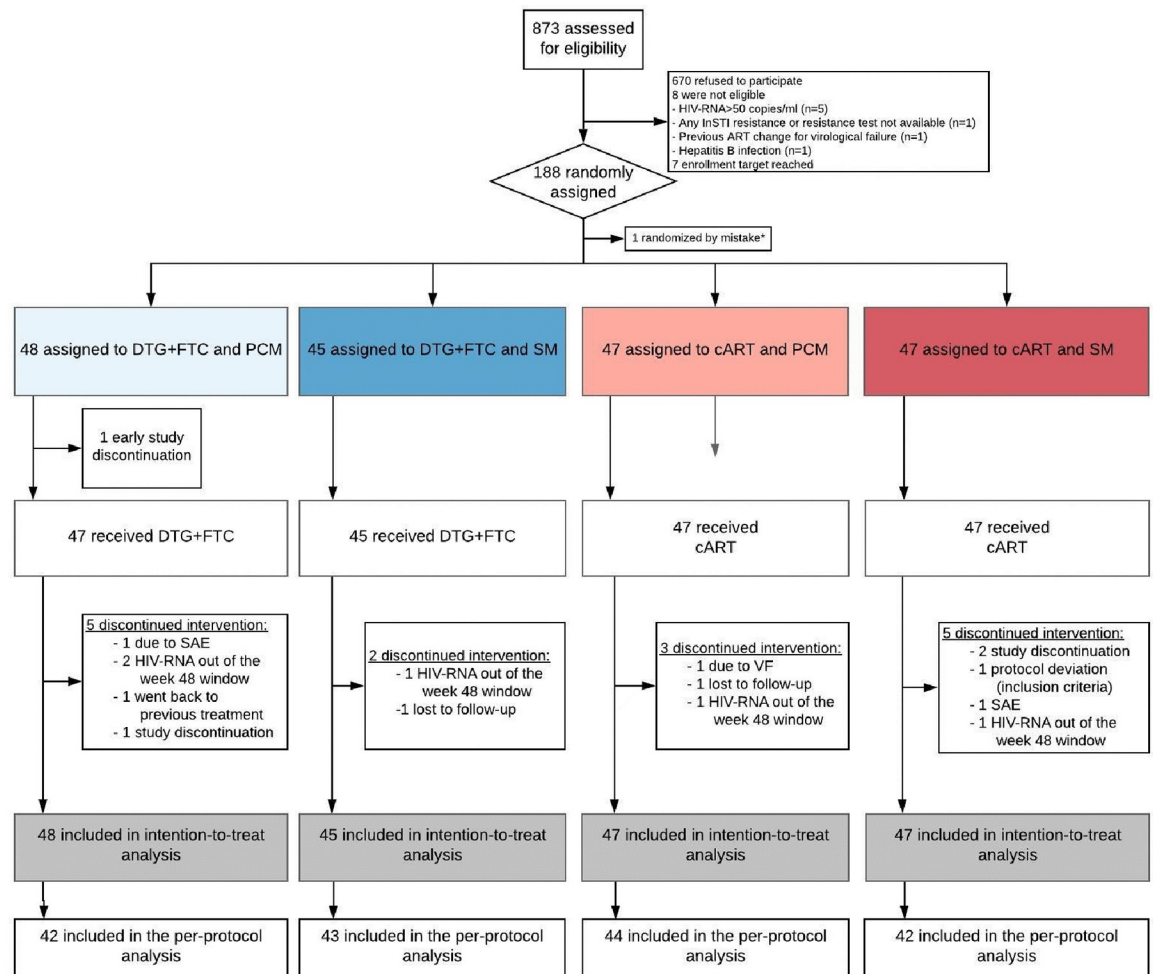 873 assessed
for eligibility
670 refused to participate
8 were not eligible
- HIV-RNA>50 copies/ml (n=5)
- Any InSTI resistance or resistance test not available (n=1)
- Previous ART change for virological failure (n=1)
- Hepatitis B infection (n=1)
7 enrollment target reached
188 randomly
assigned
1 randomized by mistake*
48 assigned to DTG+FTC and PCM
45 assigned to DTG+FTC and SM
47 assigned to cART and PCM
47 assigned to cART and SM
1 early study
discontinuation
47 received DTG+FTC
45 received DTG+FTC
47 received
cART
47 received
cART
5 discontinued intervention:
- 1 due to SAE
- 2 HIV-RNA out of the
week 48 window
- 1 went back to
previous treatment
- 1 study discontinuation
2 discontinued intervention:
- 1 HIV-RNA out of the
week 48 window
-1 lost to follow-up
3 discontinued intervention:
- 1 due to VF
- 1 lost to follow-up
- 1 HIV-RNA out of the
week 48 window
5 discontinued intervention:
- 2 study discontinuation
- 1 protocol deviation
(inclusion criteria)
- 1 SAE
- 1 HIV-RNA out of the
week 48 window
48 included in intention-to-treat
analysis
45 included in intention-to-treat
analysis
47 included in intention-to-treat
analysis
47 included in intention-to-treat
analysis
42 included in the per-protocol
analysis
43 included in the per-protocol
analysis
44 included in the per-protocol
analysis
42 included in the per-protocol
analysis